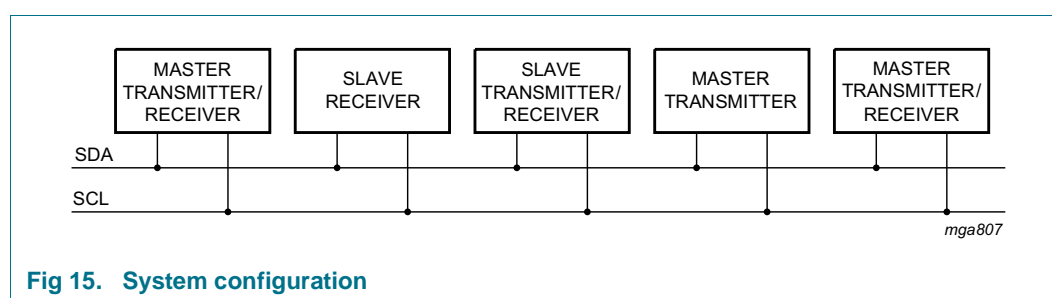 MASTER
TRANSMITTER/
RECEIVER
SLAVE
RECEIVER
SLAVE
TRANSMITTER/
RECEIVER
MASTER
TRANSMITTER
MASTER
TRANSMITTER/
RECEIVER
SDA
SCL
mga807
Fig 15. System configuration